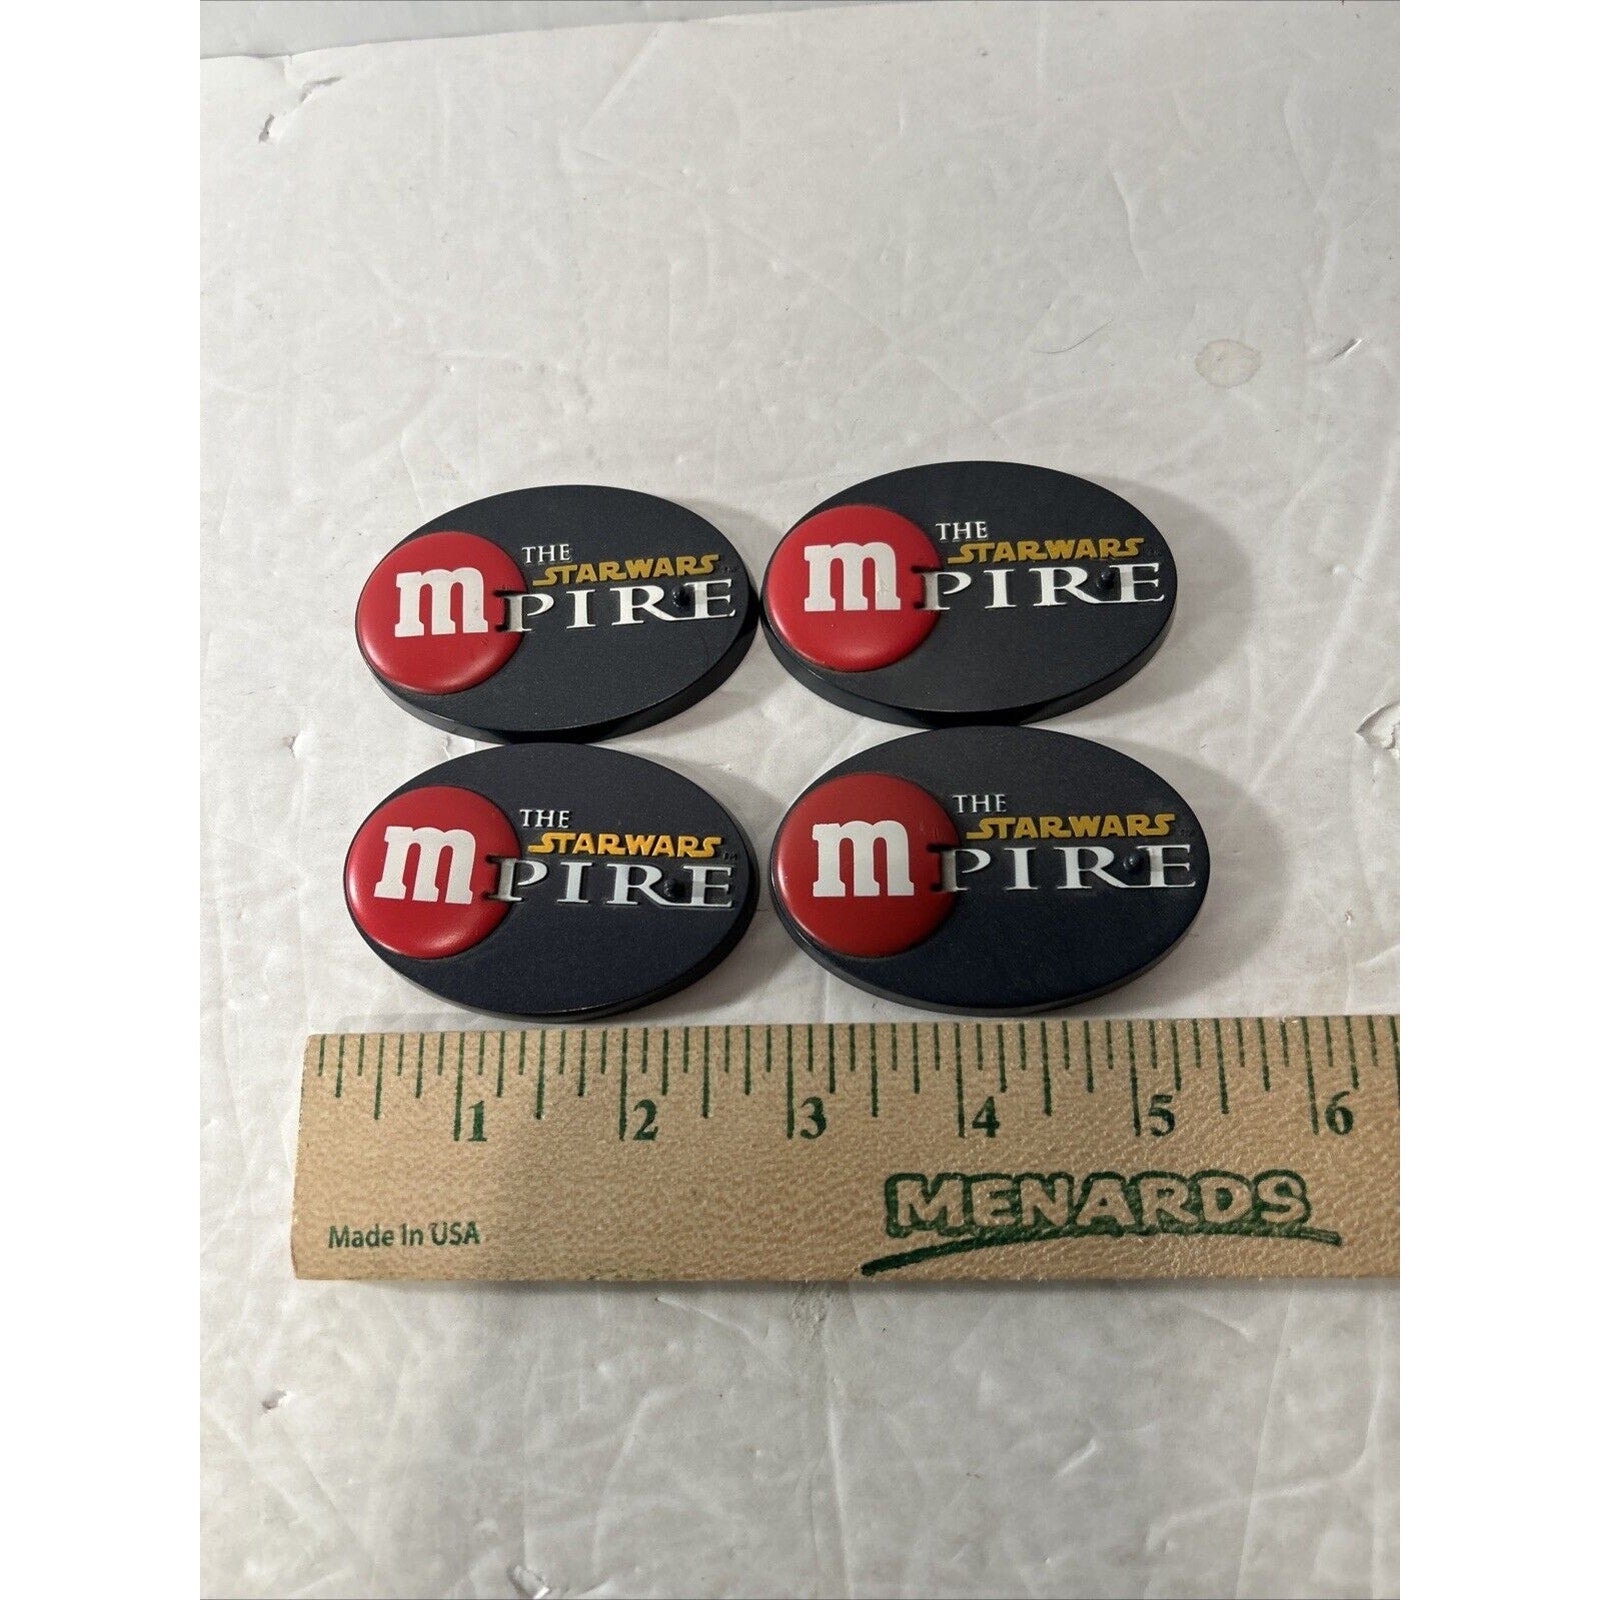 THE
STARWARS
mPIRE
THE
STARWARS
mPIRE
THE
STARWARS TM
mPIRE
THE
STARWARS
mPIRE
1 2 3 4 5 6
MENARDS
Made In USA